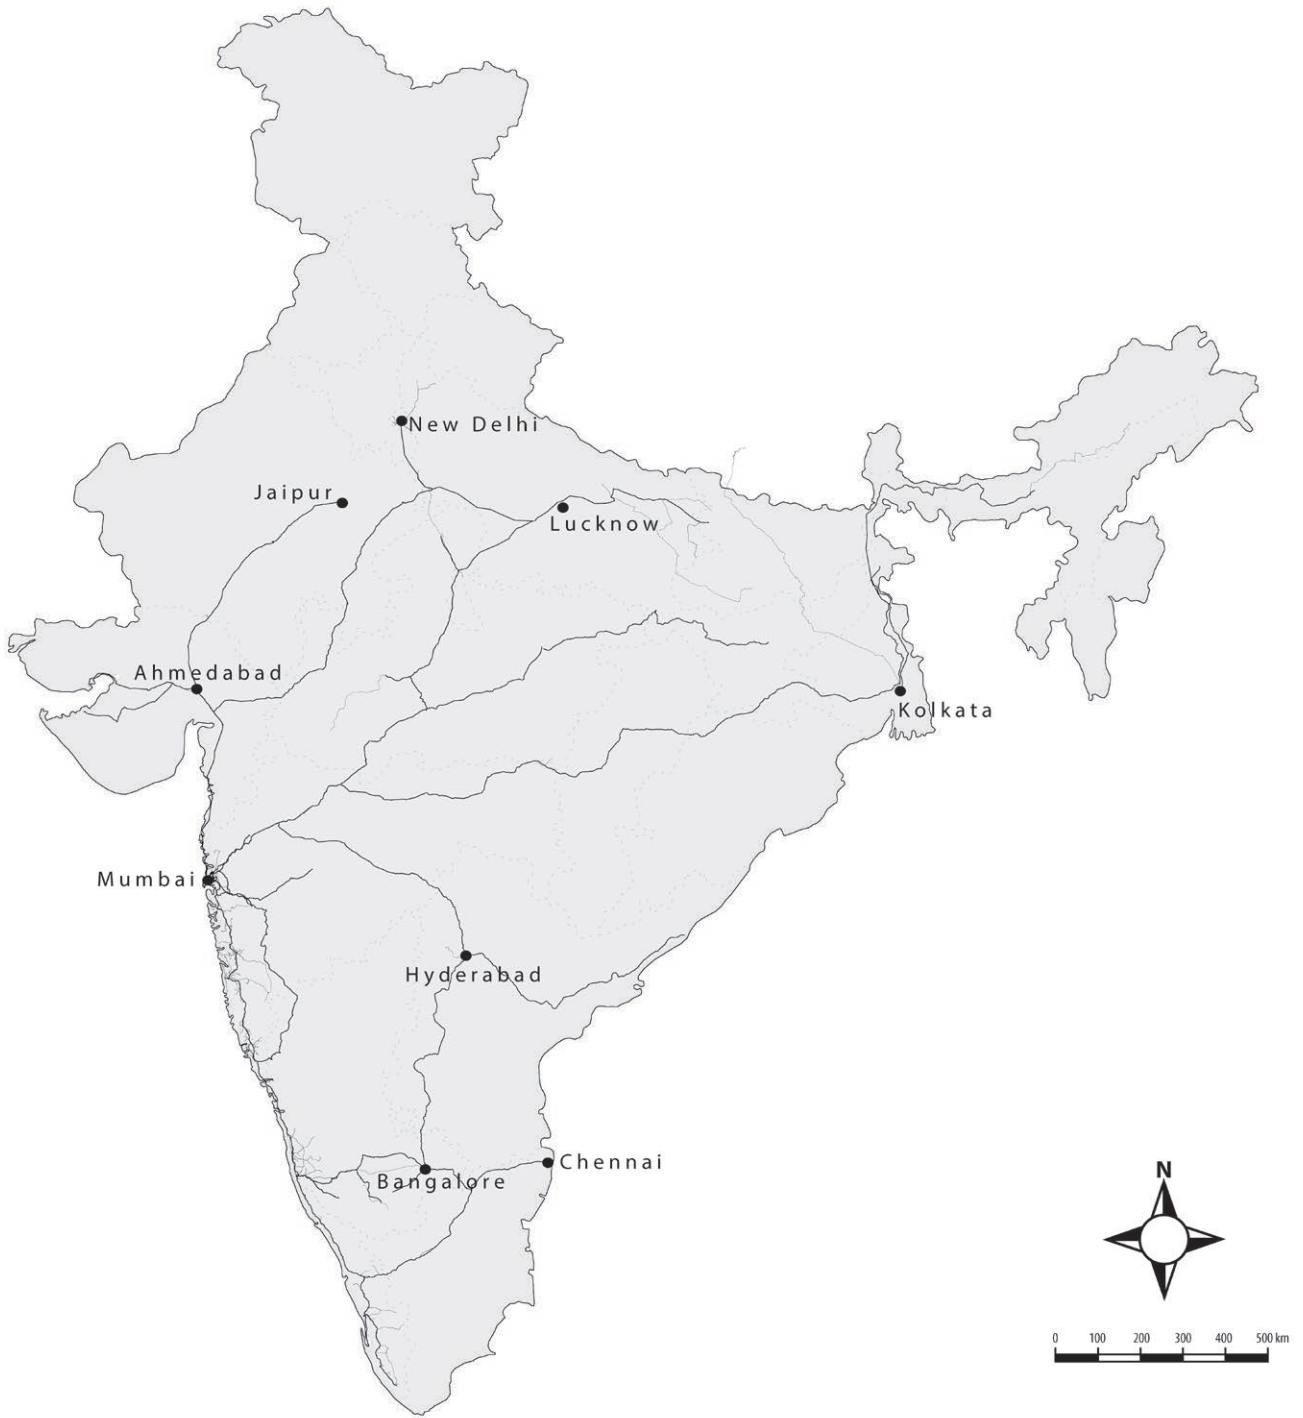 New Delhi
Jaipur
Lucknow
Ahmedabad
Kolkata
Mumbai
Hyderabad
Chennai
Bangalore
N
0 100 200 300 400 500 km